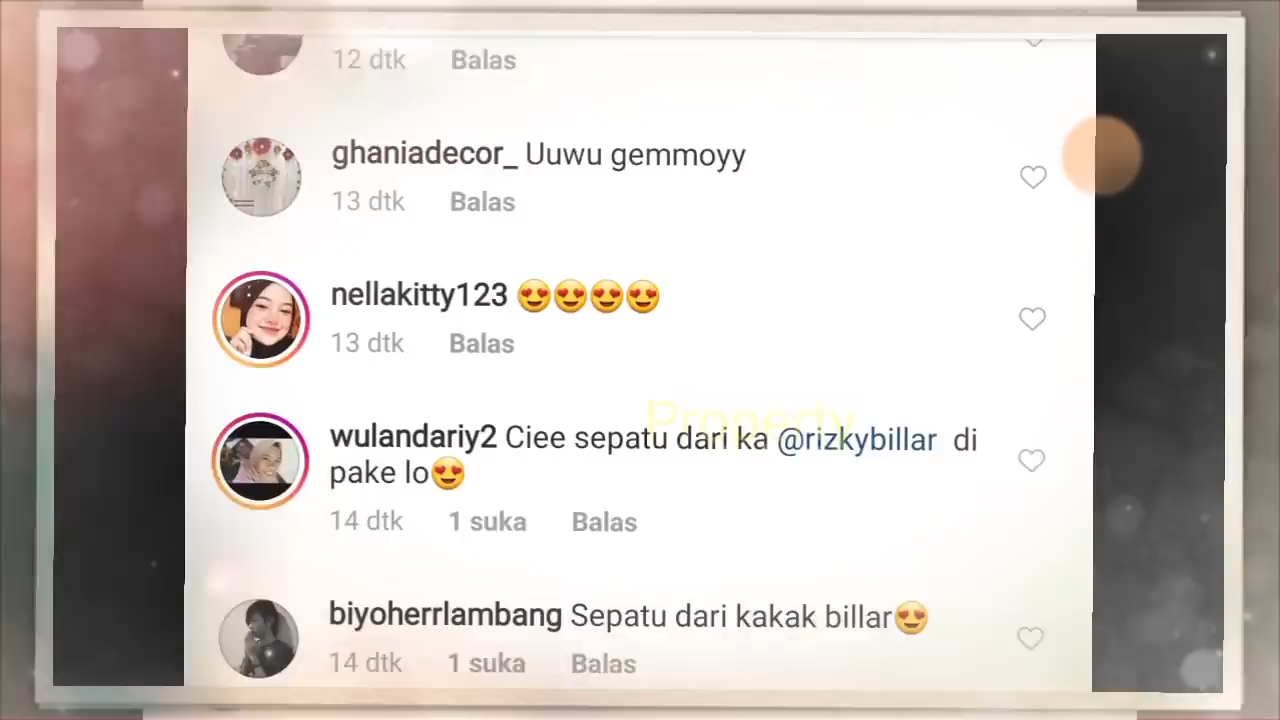 12 dtk Balas
ghaniadecor_ Uuwu gemmoyy
13 dtk Balas
nellakitty123 😍😍😍😍
13 dtk Balas
Property
wulandariy2 Ciee sepatu dari ka @rizkybillar di
pake lo😍
14 dtk 1 suka Balas
biyoherrlambang Sepatu dari kakak billar😍
14 dtk 1 suka Balas